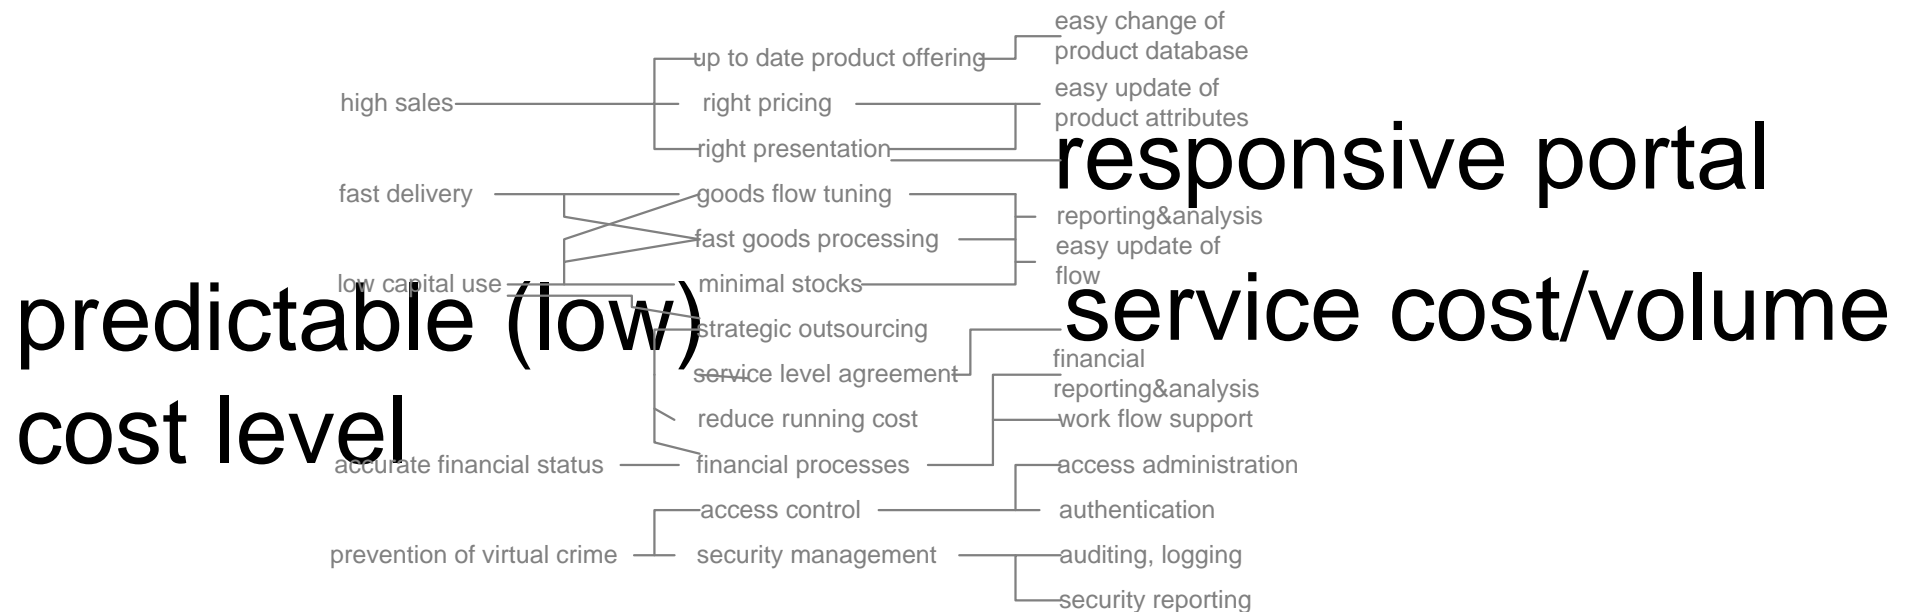 easy change of
product database
up to date product offering
high sales
right pricing
easy update of
product attributes
right presentation
responsive portal
fast delivery
goods flow tuning
reporting&analysis
fast goods processing
easy update of
flow
low capital use
minimal stocks
predictable (low)
cost level
strategic outsourcing
service cost/volume
service level agreement
financial
reporting&analysis
reduce running cost
work flow support
accurate financial status
financial processes
access administration
access control
authentication
prevention of virtual crime
security management
auditing, logging
security reporting